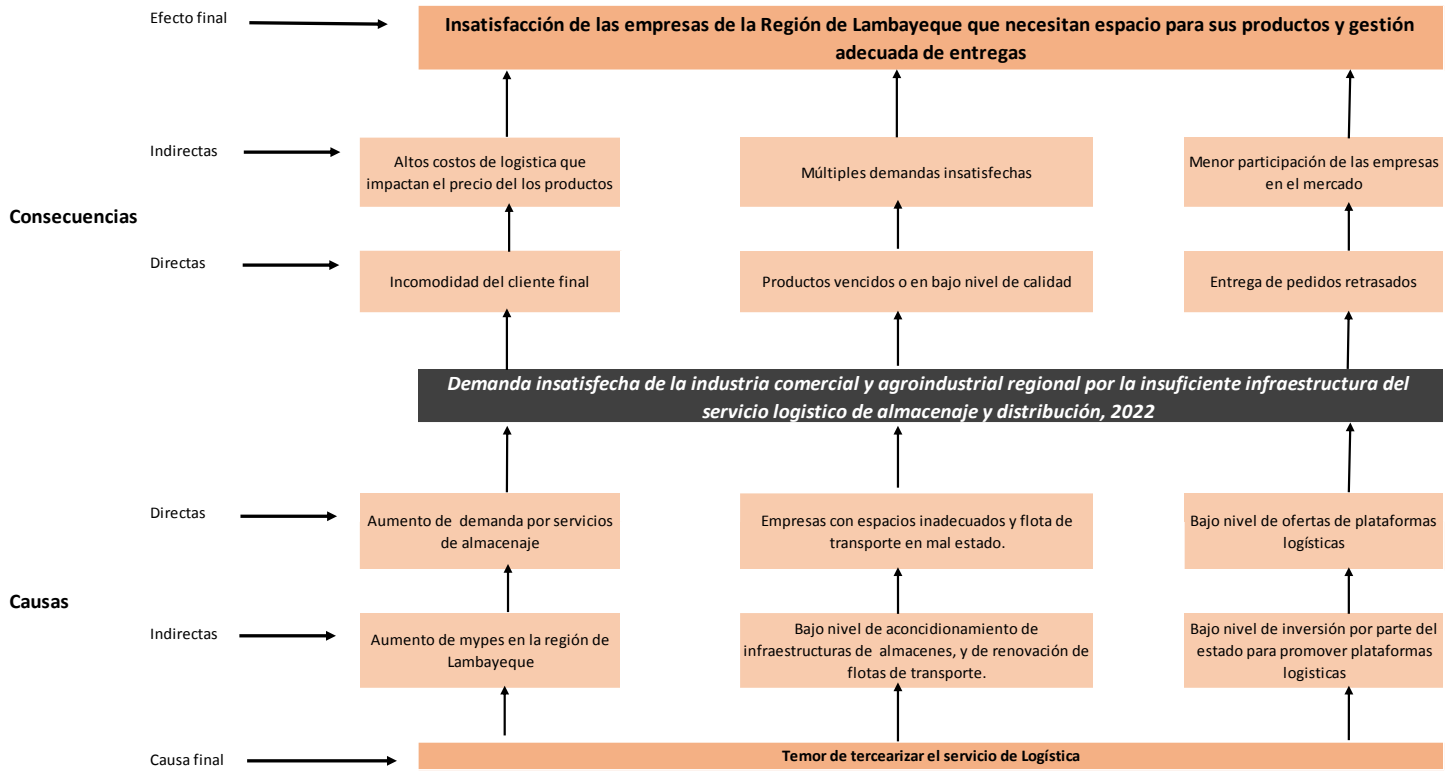 Efecto final
Insatisfacción de las empresas de la Región de Lambayeque que necesitan espacio para sus productos y gestión
adecuada de entregas
Indirectas
Altos costos de logistica que
impactan el precio del los productos
Múltiples demandas insatisfechas
Menor participación de las empresas
en el mercado
Consecuencias
Directas
Incomodidad del cliente final
Productos vencidos o en bajo nivel de calidad
Entrega de pedidos retrasados
Demanda insatisfecha de la industria comercial y agroindustrial regional por la insuficiente infraestructura del
servicio logistico de almacenaje y distribución, 2022
Directas
Aumento de demanda por servicios
de almacenaje
Empresas con espacios inadecuados y flota de
transporte en mal estado.
Bajo nivel de ofertas de plataformas
logísticas
Causas
Indirectas
Aumento de mypes en la región de
Lambayeque
Bajo nivel de aconcidionamiento de
infraestructuras de almacenes, y de renovación de
flotas de transporte.
Bajo nivel de inversión por parte del
estado para promover plataformas
logisticas
Causa final
Temor de tercearizar el servicio de Logística